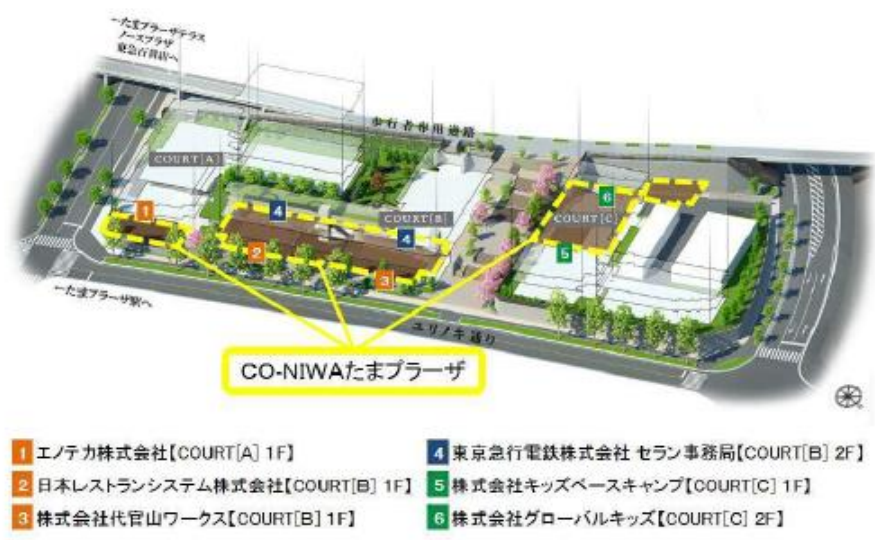 ←たまプラーザテラス
ノースプラザ
東急百貨店へ
歩行者専用通路
COURT[A]
COURT[B]
COURT[C]
1
4
6
4
5
2
3
←たまプラーザ駅へ
ユリノキ通り
CO-NIWAたまプラーザ
1 エノテカ株式会社【COURT[A] 1F】
2 日本レストランシステム株式会社【COURT[B] 1F】
3 株式会社代官山ワークス【COURT[B] 1F】
4 東京急行電鉄株式会社 セラン事務局【COURT[B] 2F】
5 株式会社キッズベースキャンプ【COURT[C] 1F】
6 株式会社グローバルキッズ【COURT[C] 2F】